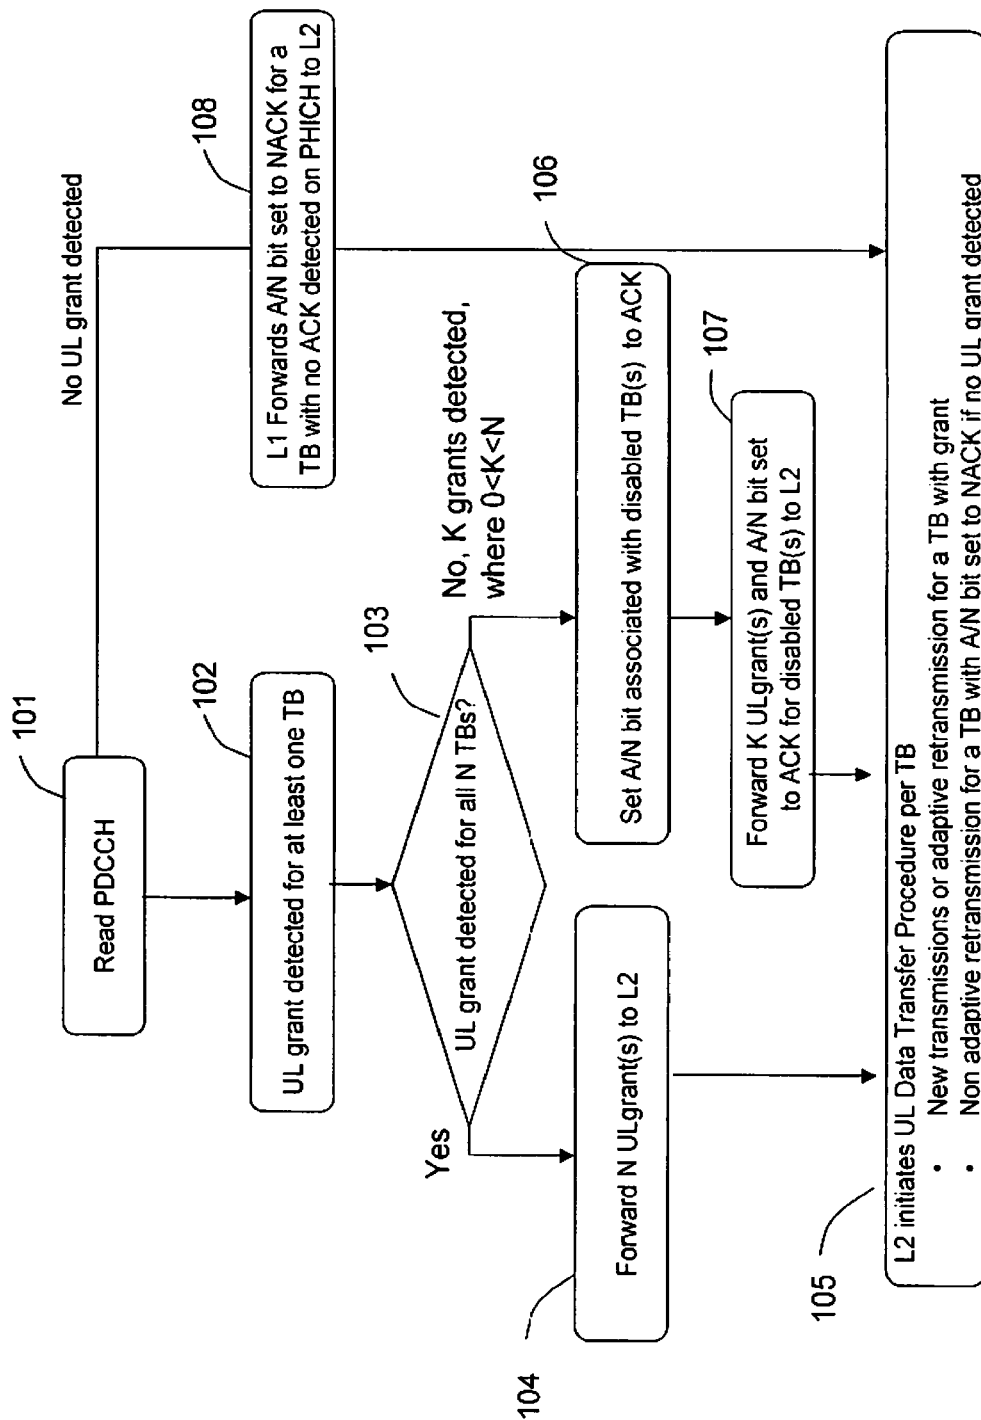 101
Read PDCCH
No UL grant detected
102
UL grant detected for at least one TB
108
L1 Forwards A/N bit set to NACK for a
TB with no ACK detected on PHICH to L2
103
UL grant detected for all N TBs?
Yes
No, K grants detected,
where 0<K<N
104
Forward N ULgrant(s) to L2
106
Set A/N bit associated with disabled TB(s) to ACK
107
Forward K ULgrant(s) and A/N bit set
to ACK for disabled TB(s) to L2
105
L2 initiates UL Data Transfer Procedure per TB
• New transmissions or adaptive retransmission for a TB with grant
• Non adaptive retransmission for a TB with A/N bit set to NACK if no UL grant detected